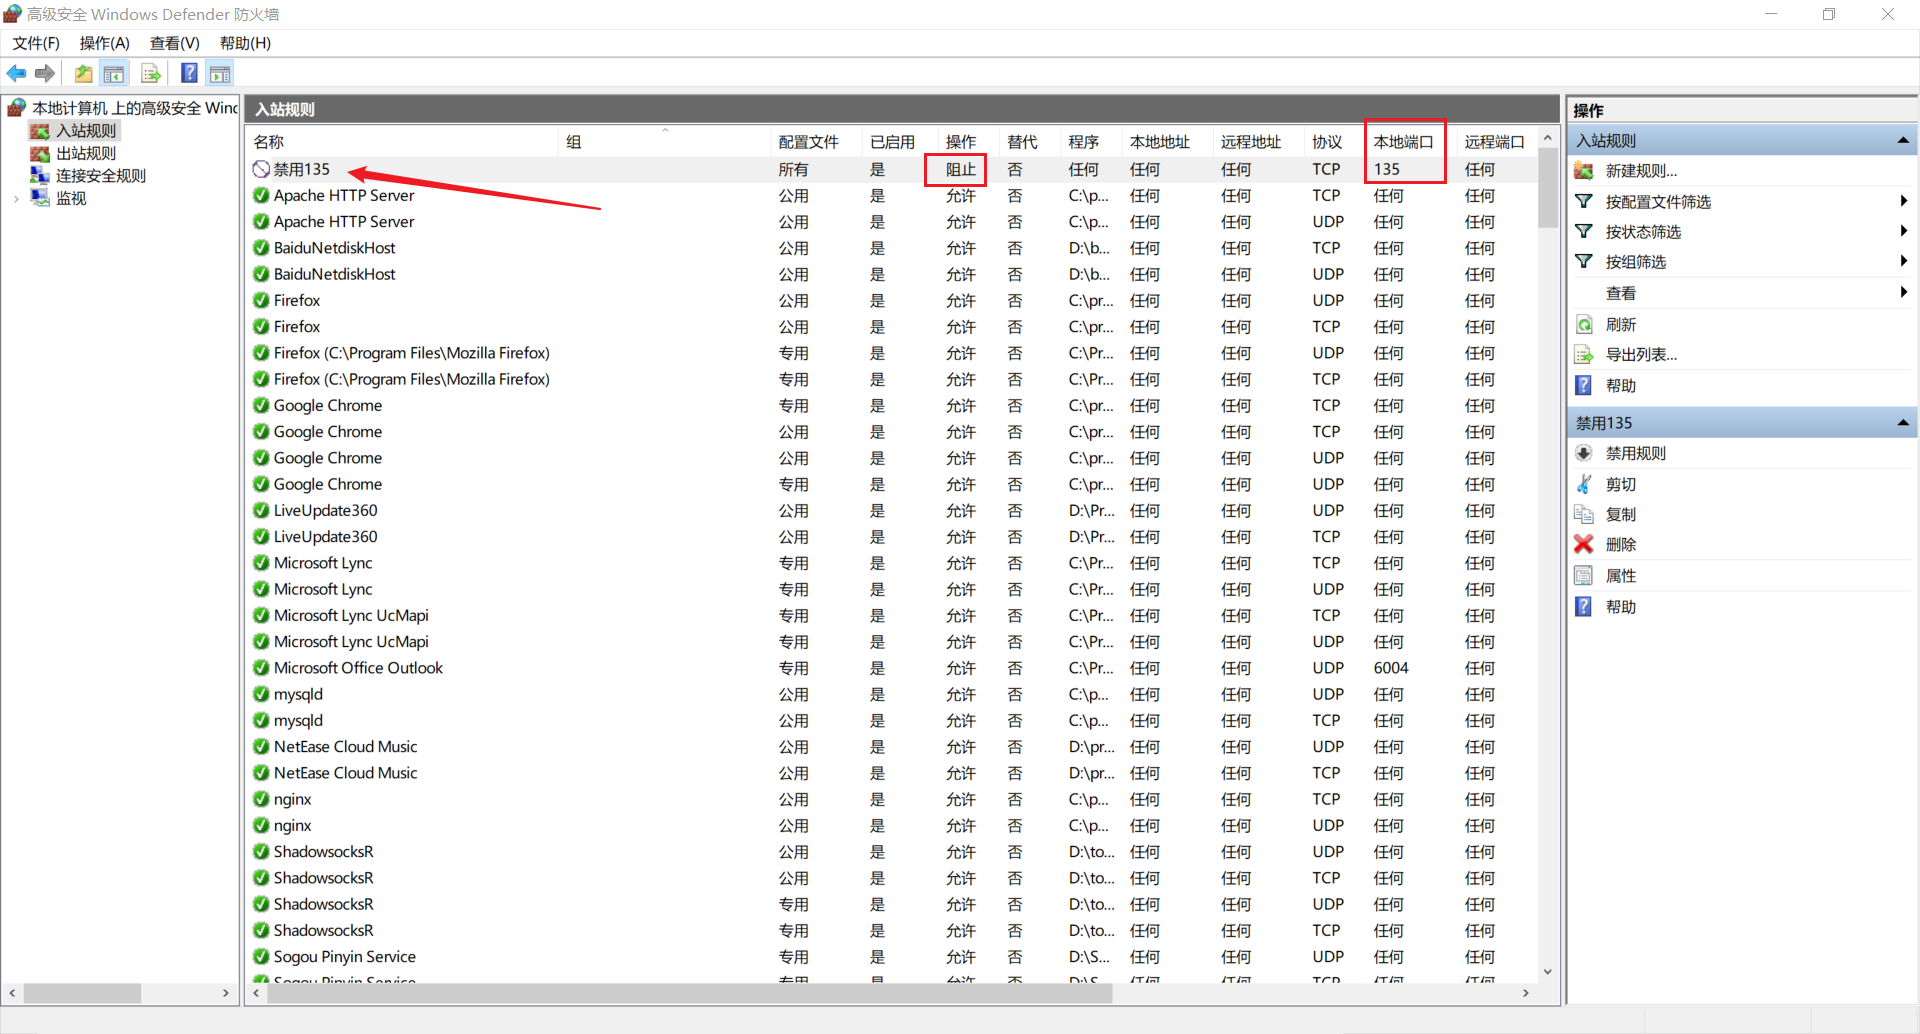 高级安全 Windows Defender 防火墙
文件(F) 操作(A) 查看(V) 帮助(H)
本地计算机 上的高级安全 Wind
入站规则
出站规则
连接安全规则
监视
入站规则
名称 组 配置文件 已启用 操作 替代 程序 本地地址 远程地址 协议 本地端口 远程端口
禁用135 所有 是 阻止 否 任何 任何 任何 TCP 135 任何
Apache HTTP Server 公用 是 允许 否 C:\p... 任何 任何 TCP 任何 任何
Apache HTTP Server 公用 是 允许 否 C:\p... 任何 任何 UDP 任何 任何
BaiduNetdiskHost 公用 是 允许 否 D:\b... 任何 任何 TCP 任何 任何
BaiduNetdiskHost 公用 是 允许 否 D:\b... 任何 任何 UDP 任何 任何
Firefox 公用 是 允许 否 C:\pr... 任何 任何 UDP 任何 任何
Firefox 公用 是 允许 否 C:\pr... 任何 任何 TCP 任何 任何
Firefox (C:\Program Files\Mozilla Firefox) 专用 是 允许 否 C:\Pr... 任何 任何 UDP 任何 任何
Firefox (C:\Program Files\Mozilla Firefox) 专用 是 允许 否 C:\Pr... 任何 任何 TCP 任何 任何
Google Chrome 专用 是 允许 否 C:\pr... 任何 任何 TCP 任何 任何
Google Chrome 公用 是 允许 否 C:\pr... 任何 任何 TCP 任何 任何
Google Chrome 公用 是 允许 否 C:\pr... 任何 任何 UDP 任何 任何
Google Chrome 专用 是 允许 否 C:\pr... 任何 任何 UDP 任何 任何
LiveUpdate360 公用 是 允许 否 D:\Pr... 任何 任何 UDP 任何 任何
LiveUpdate360 公用 是 允许 否 D:\Pr... 任何 任何 TCP 任何 任何
Microsoft Lync 专用 是 允许 否 C:\Pr... 任何 任何 TCP 任何 任何
Microsoft Lync 专用 是 允许 否 C:\Pr... 任何 任何 UDP 任何 任何
Microsoft Lync UcMapi 专用 是 允许 否 C:\Pr... 任何 任何 TCP 任何 任何
Microsoft Lync UcMapi 专用 是 允许 否 C:\Pr... 任何 任何 UDP 任何 任何
Microsoft Office Outlook 专用 是 允许 否 C:\Pr... 任何 任何 UDP 6004 任何
mysqld 公用 是 允许 否 C:\p... 任何 任何 UDP 任何 任何
mysqld 公用 是 允许 否 C:\p... 任何 任何 TCP 任何 任何
NetEase Cloud Music 公用 是 允许 否 D:\pr... 任何 任何 UDP 任何 任何
NetEase Cloud Music 公用 是 允许 否 D:\pr... 任何 任何 TCP 任何 任何
nginx 公用 是 允许 否 C:\p... 任何 任何 TCP 任何 任何
nginx 公用 是 允许 否 C:\p... 任何 任何 UDP 任何 任何
ShadowsocksR 公用 是 允许 否 D:\to... 任何 任何 UDP 任何 任何
ShadowsocksR 公用 是 允许 否 D:\to... 任何 任何 TCP 任何 任何
ShadowsocksR 专用 是 允许 否 D:\to... 任何 任何 UDP 任何 任何
ShadowsocksR 专用 是 允许 否 D:\to... 任何 任何 TCP 任何 任何
Sogou Pinyin Service 专用 是 允许 否 D:\S... 任何 任何 UDP 任何 任何
Sogou Pinyin Service 专用 是 允许 否 D:\S... 任何 任何 TCP 任何 任何
操作
入站规则
新建规则...
按配置文件筛选
按状态筛选
按组筛选
查看
刷新
导出列表...
帮助
禁用135
禁用规则
剪切
复制
删除
属性
帮助